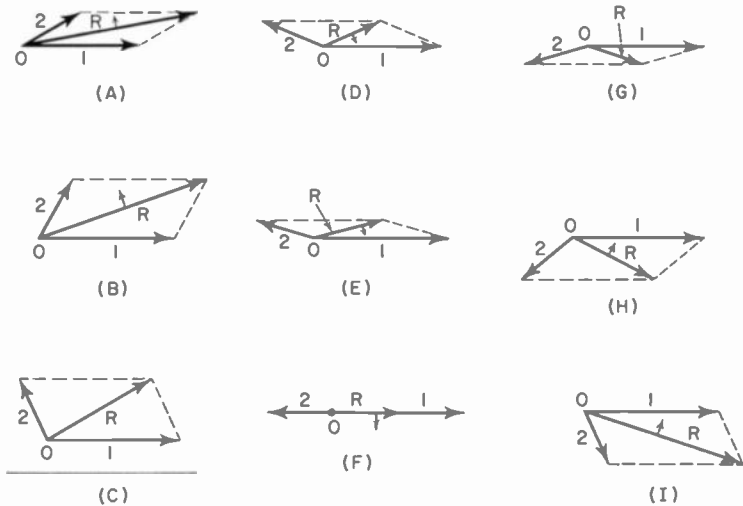 2 R
O 1
(A)
2 R
O 1
(D)
R
O 1
2
(G)
2 R
O 1
(B)
R
2 O 1
(E)
O 1
2 R
(H)
2 R
O 1
(C)
2 R 1
O
(F)
O 1
2 R
(I)